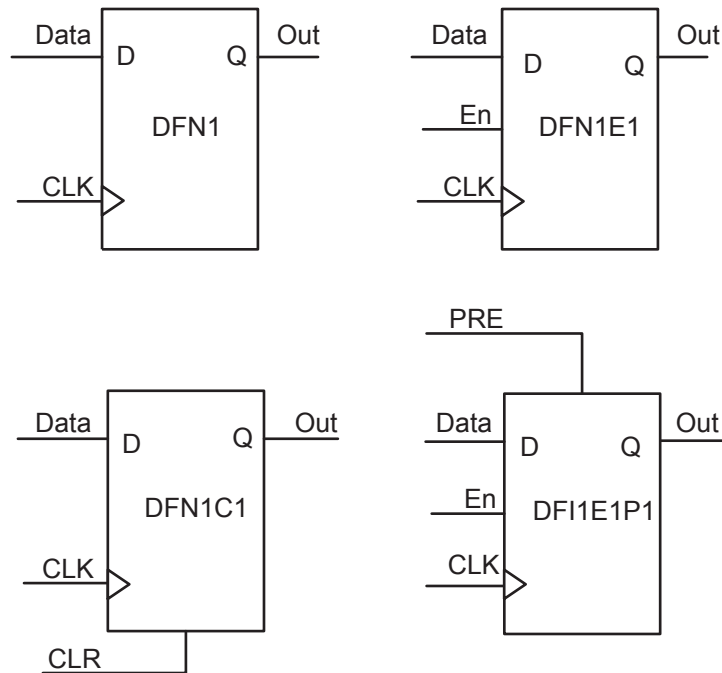 Data
Out
D
Q
DFN1
CLK
Data
Out
D
Q
En
DFN1E1
CLK
Data
Out
D
Q
DFN1C1
CLK
CLR
PRE
Data
Out
D
Q
En
DFI1E1P1
CLK